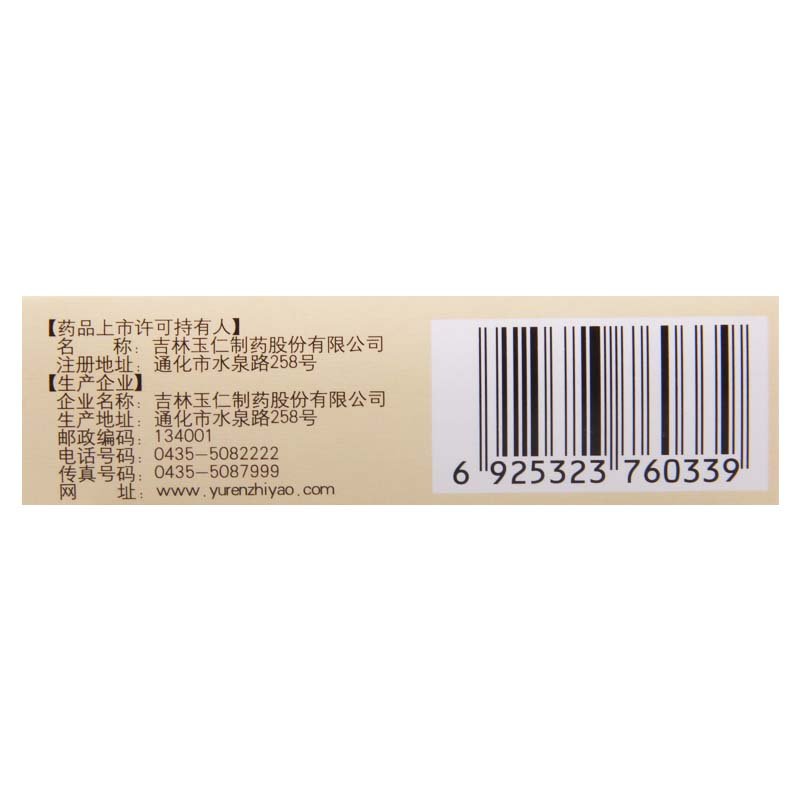 【药品上市许可持有人】
名 称：吉林玉仁制药股份有限公司
注册地址：通化市水泉路258号
【生产企业】
企业名称：吉林玉仁制药股份有限公司
生产地址：通化市水泉路258号
邮政编码：134001
电话号码：0435-5082222
传真号码：0435-5087999
网 址：www.yurenzhiyao.com
6 925323 760339